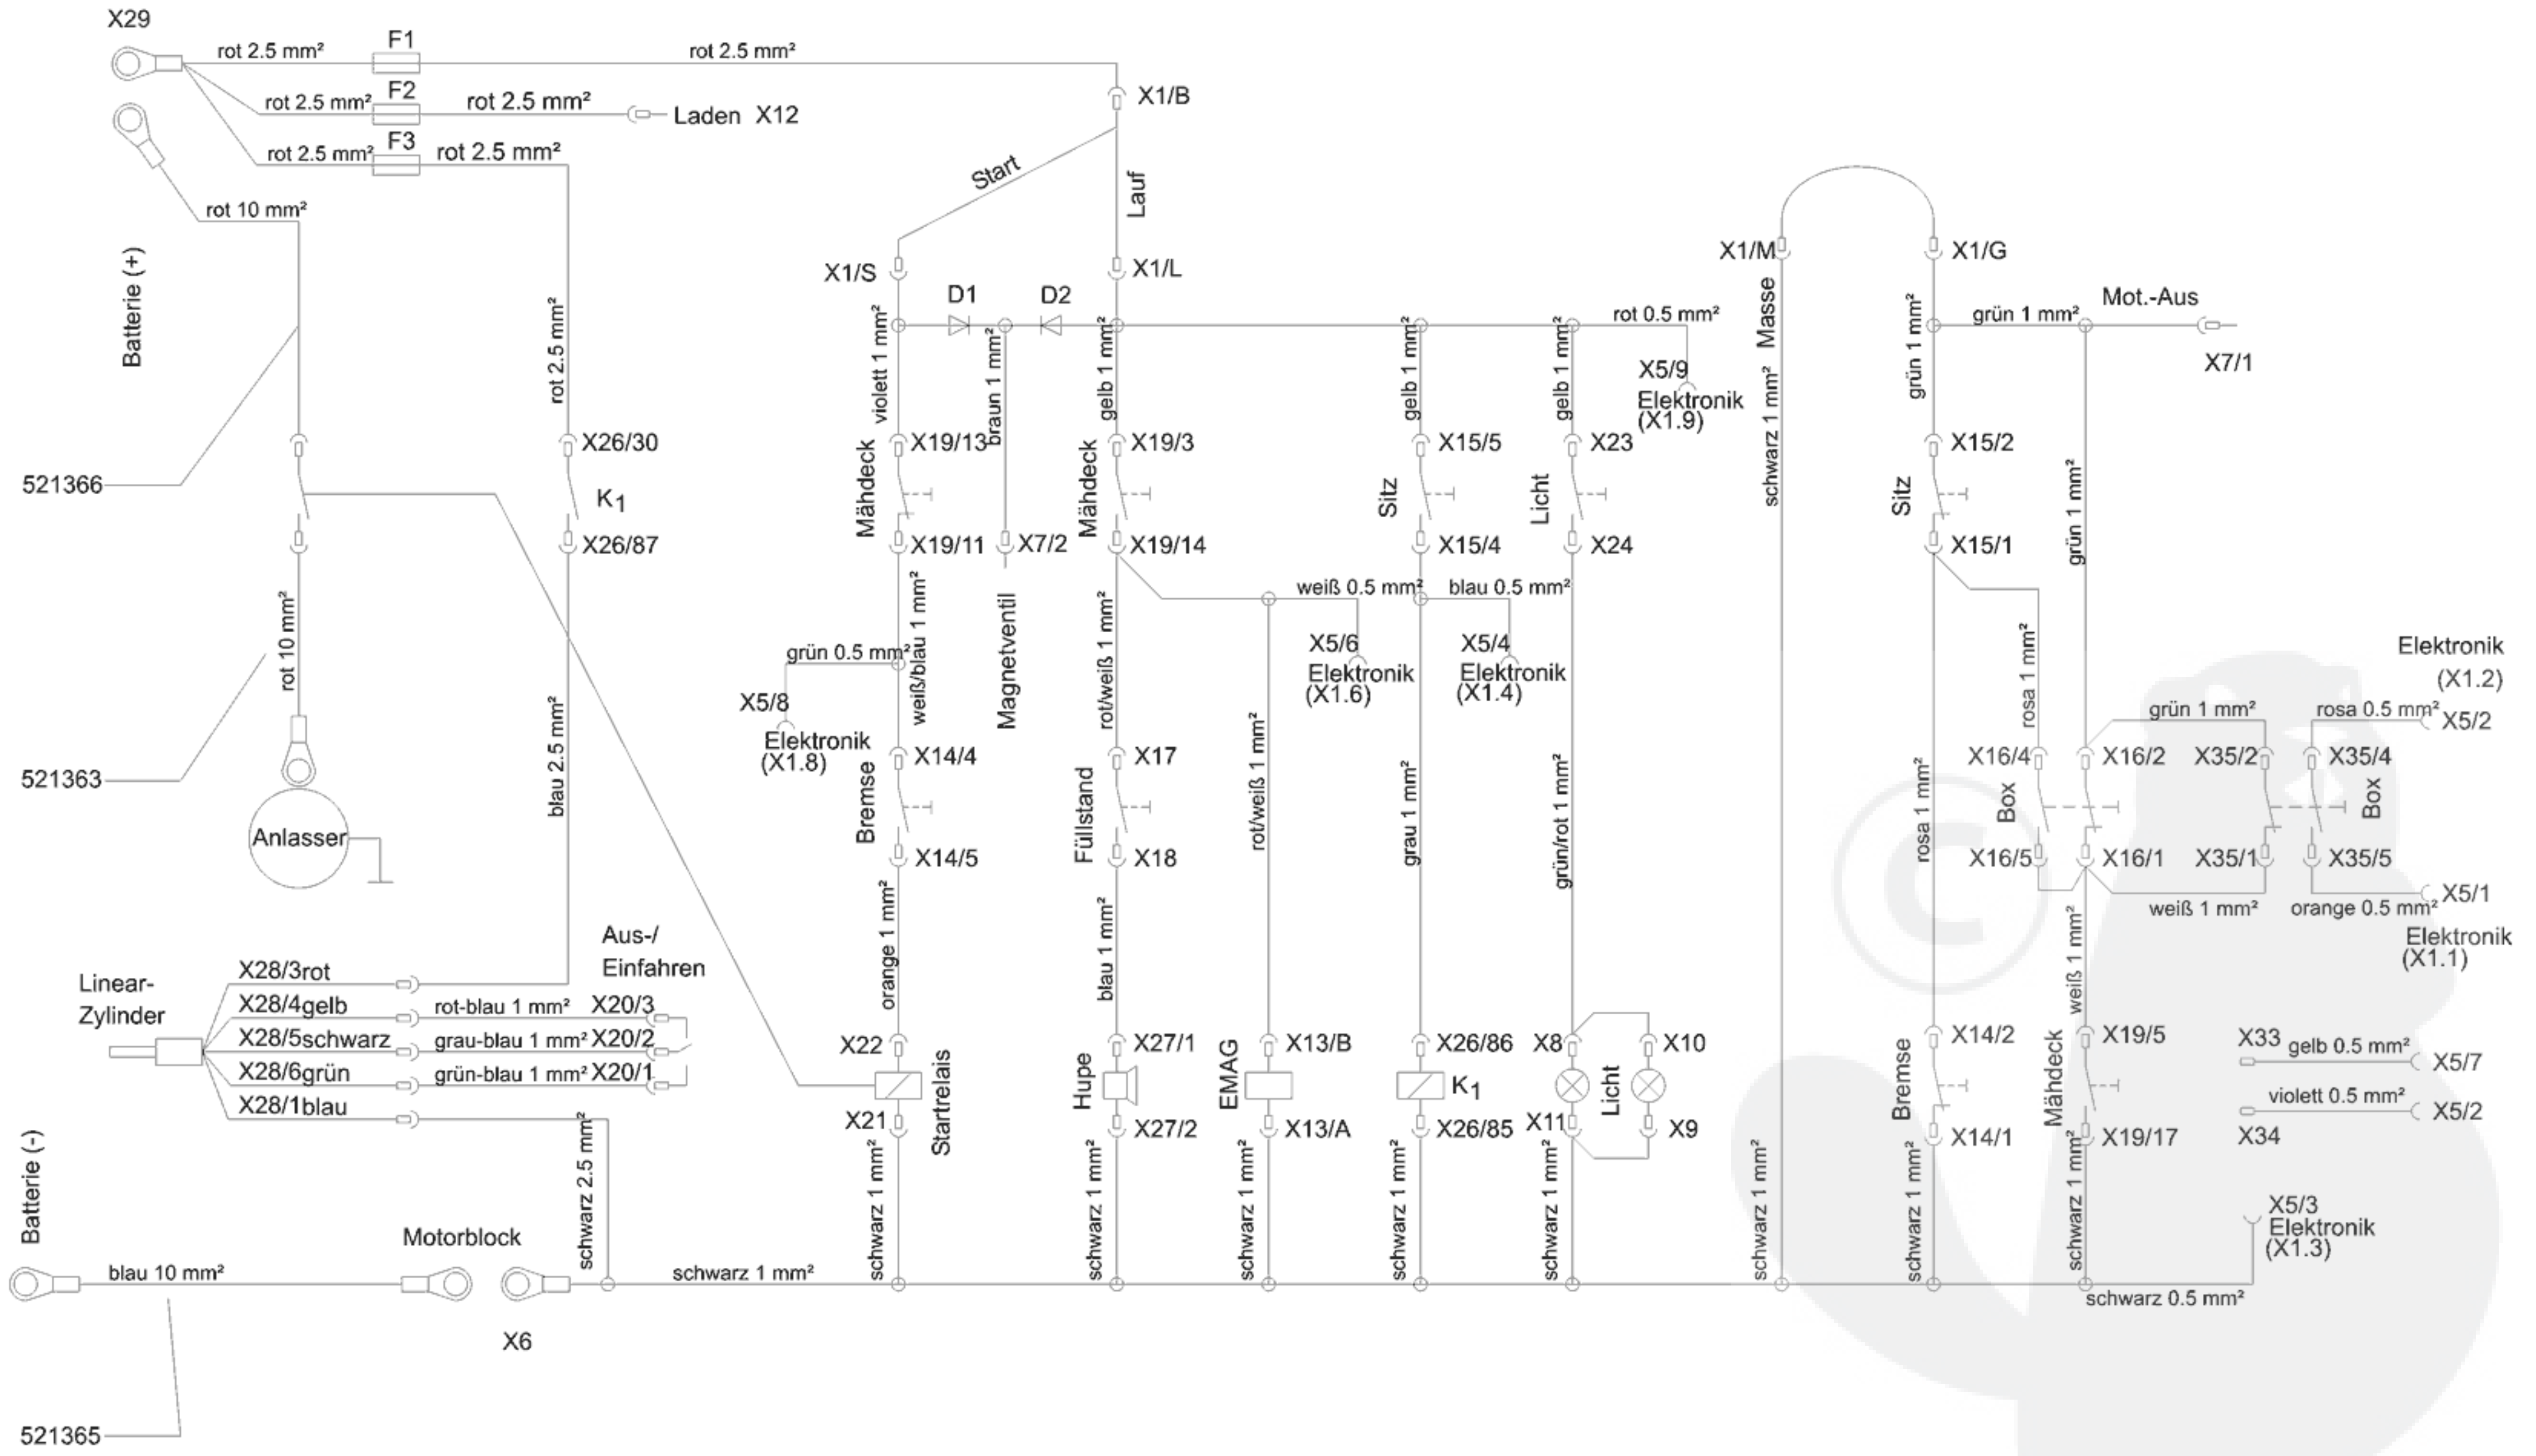 X29
rot 2.5 mm²
F1
rot 2.5 mm²
rot 2.5 mm²
F2
rot 2.5 mm²
Laden X12
X1/B
rot 2.5 mm²
F3
rot 2.5 mm²
Start
Lauf
rot 10 mm²
Batterie (+)
X1/S
X1/L
X1/M
X1/G
Masse
D1
D2
rot 0.5 mm²
grün 1 mm²
Mot.-Aus
X7/1
rot 2.5 mm²
violett 1 mm²
braun 1 mm²
gelb 1 mm²
gelb 1 mm²
gelb 1 mm²
X5/9
Elektronik
(X1.9)
schwarz 1 mm²
grün 1 mm²
521366
X26/30
K1
X26/87
Mähdeck
X19/13
X19/11
X7/2
Magnetventil
Mähdeck
X19/3
X19/14
Sitz
X15/5
X15/4
Licht
X23
X24
Sitz
X15/2
X15/1
grün 1 mm²
rot 10 mm²
521363
Anlasser
blau 2.5 mm²
grün 0.5 mm²
weiß/blau 1 mm²
X5/8
Elektronik
(X1.8)
rot/weiß 1 mm²
rot/weiß 1 mm²
weiß 0.5 mm²
X5/6
Elektronik
(X1.6)
blau 0.5 mm²
X5/4
Elektronik
(X1.4)
grau 1 mm²
grün/rot 1 mm²
rosa 1 mm²
rosa 1 mm²
Elektronik
(X1.2)
grün 1 mm²
rosa 0.5 mm²
X5/2
Bremse
X14/4
X14/5
Füllstand
X17
X18
X16/4
X16/2
X35/2
X35/4
Box
Box
X16/5
X16/1
X35/1
X35/5
weiß 1 mm²
orange 0.5 mm²
X5/1
Elektronik
(X1.1)
©
orange 1 mm²
blau 1 mm²
weiß 1 mm²
Linear-
Zylinder
Aus-/
Einfahren
X28/3rot
X28/4gelb
rot-blau 1 mm²
X20/3
X28/5schwarz
grau-blau 1 mm²
X20/2
X28/6grün
grün-blau 1 mm²
X20/1
X28/1blau
schwarz 2.5 mm²
X22
X21
Startrelais
Hupe
X27/1
X27/2
EMAG
X13/B
X13/A
X26/86
K1
X26/85
X8
X10
Licht
X11
X9
Bremse
X14/2
X14/1
Mähdeck
X19/5
X19/17
X33
gelb 0.5 mm²
X5/7
violett 0.5 mm²
X5/2
X34
schwarz 1 mm²
schwarz 1 mm²
schwarz 1 mm²
schwarz 1 mm²
schwarz 1 mm²
schwarz 1 mm²
schwarz 1 mm²
schwarz 1 mm²
X5/3
Elektronik
(X1.3)
Batterie (-)
blau 10 mm²
Motorblock
X6
schwarz 1 mm²
schwarz 0.5 mm²
521365